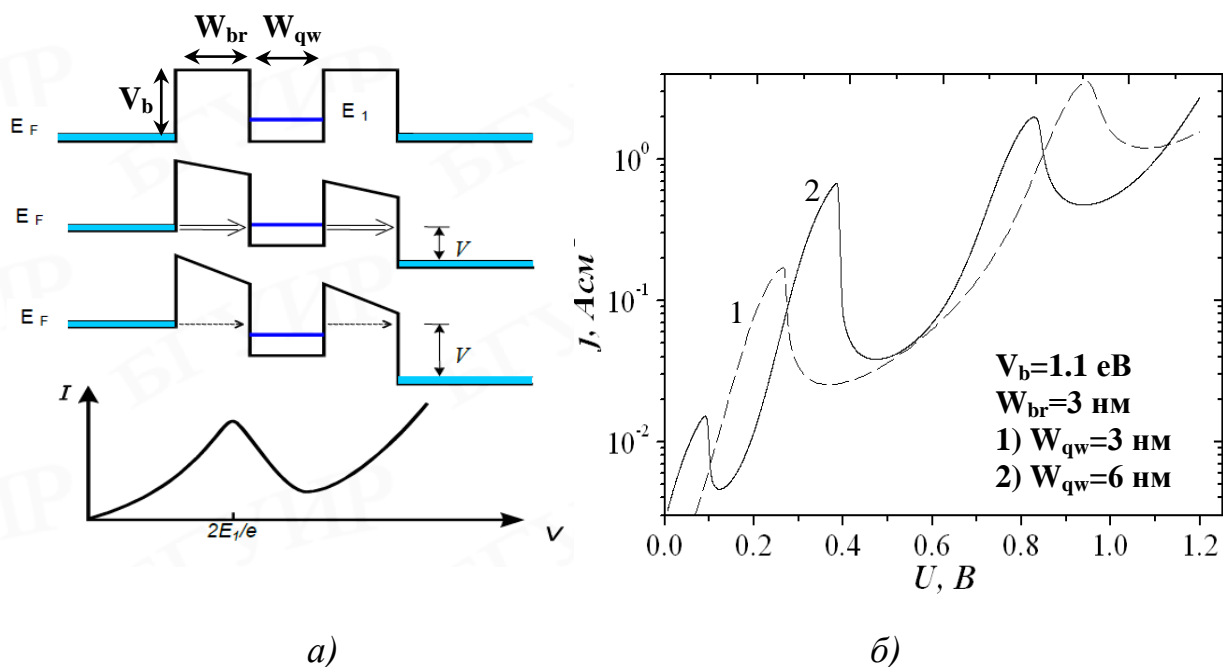 W_br W_qw
V_b
E_F
E_1
E_F
V
E_F
V
I
2E_1/e
V
а)
J, Асм⁻
10⁰
10⁻¹
10⁻²
1
2
V_b=1.1 еВ
W_br=3 нм
1) W_qw=3 нм
2) W_qw=6 нм
0.0 0.2 0.4 0.6 0.8 1.0 1.2
U, В
б)
БГУИР